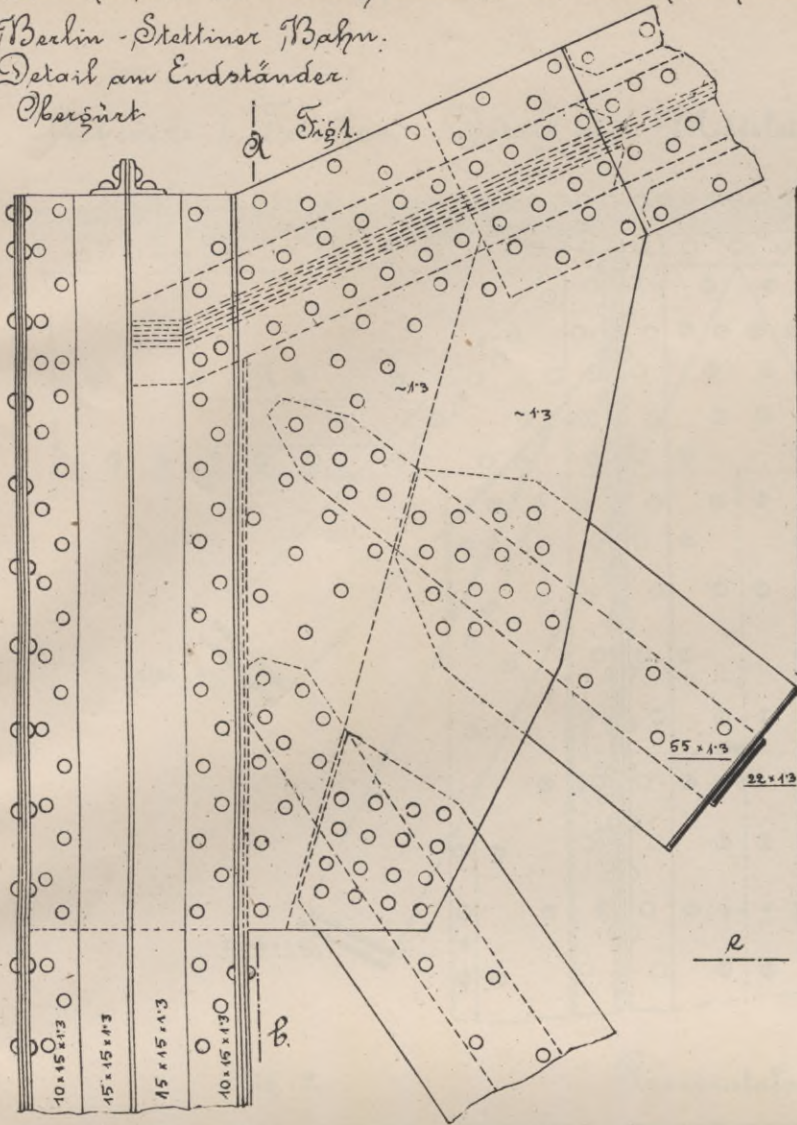 Berlin - Stettiner Bahn.
Detail am Endständer
Obergurt
Fig 1.
a
~1·3
~1·3
55 × 1·3
22 × 1·3
b.
10 × 15 × 1·3
15 × 15 × 1·3
15 × 15 × 1·3
10 × 15 × 1·3